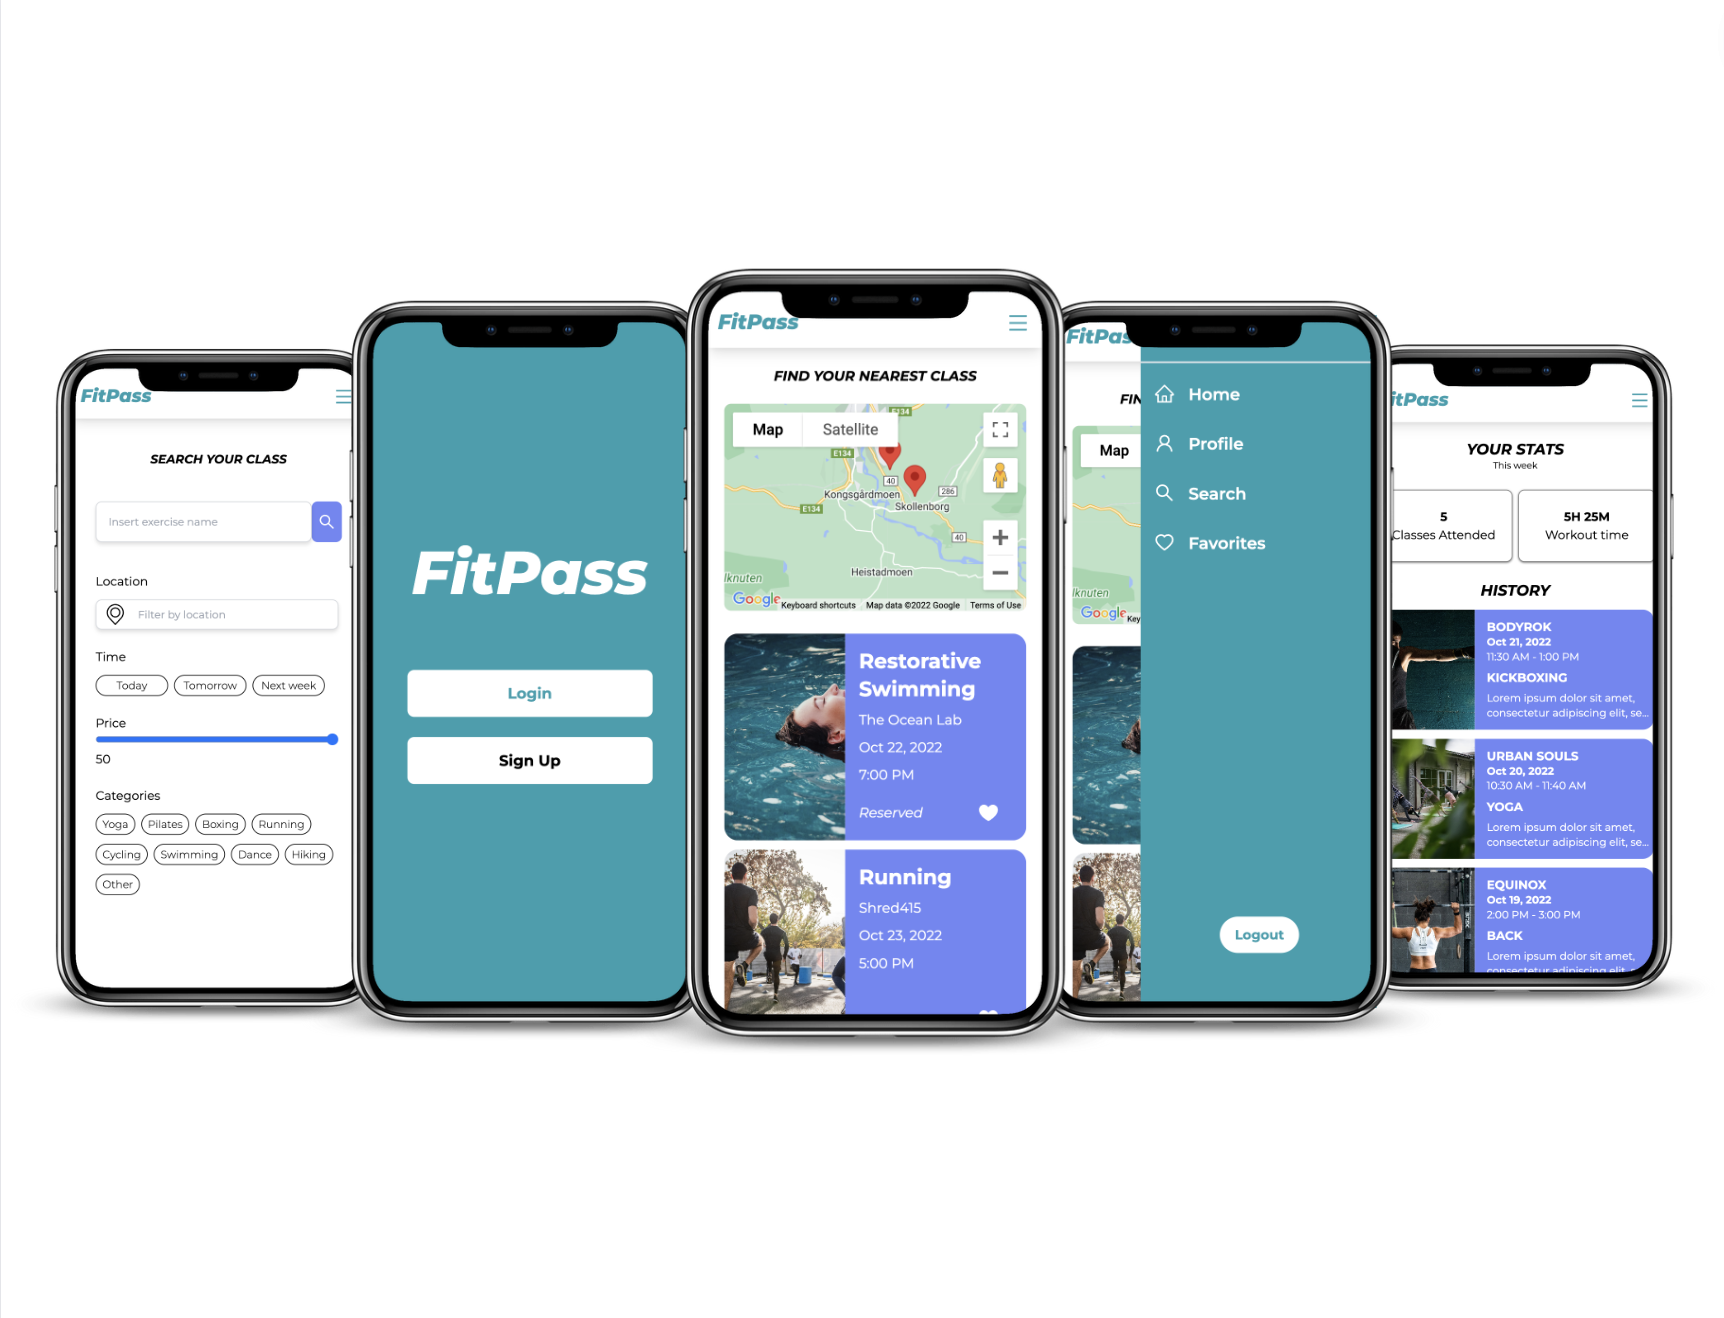 FitPass
SEARCH YOUR CLASS
Insert exercise name
Location
Filter by location
Time
Today Tomorrow Next week
Price
50
Categories
Yoga Pilates Boxing Running
Cycling Swimming Dance Hiking
Other
FitPass
Login
Sign Up
FitPass
FIND YOUR NEAREST CLASS
Map Satellite
E134
E134
40
Kongsgårdmoen
286
E134
Skollenborg
40
Heistadmoen
lknuten
Google Keyboard shortcuts Map data ©2022 Google Terms of Use
Restorative
Swimming
The Ocean Lab
Oct 22, 2022
7:00 PM
Reserved
Running
Shred415
Oct 23, 2022
5:00 PM
FitPas
FIN
Map
knuten
Google Key
Home
Profile
Search
Favorites
Logout
itPass
YOUR STATS
This week
5
Classes Attended
5H 25M
Workout time
HISTORY
BODYROK
Oct 21, 2022
11:30 AM - 1:00 PM
KICKBOXING
Lorem ipsum dolor sit amet,
consectetur adipiscing elit, se...
URBAN SOULS
Oct 20, 2022
10:30 AM - 11:40 AM
YOGA
Lorem ipsum dolor sit amet,
consectetur adipiscing elit, se...
EQUINOX
Oct 19, 2022
2:00 PM - 3:00 PM
BACK
Lorem ipsum dolor sit amet,
consectetur adipiscing elit, s